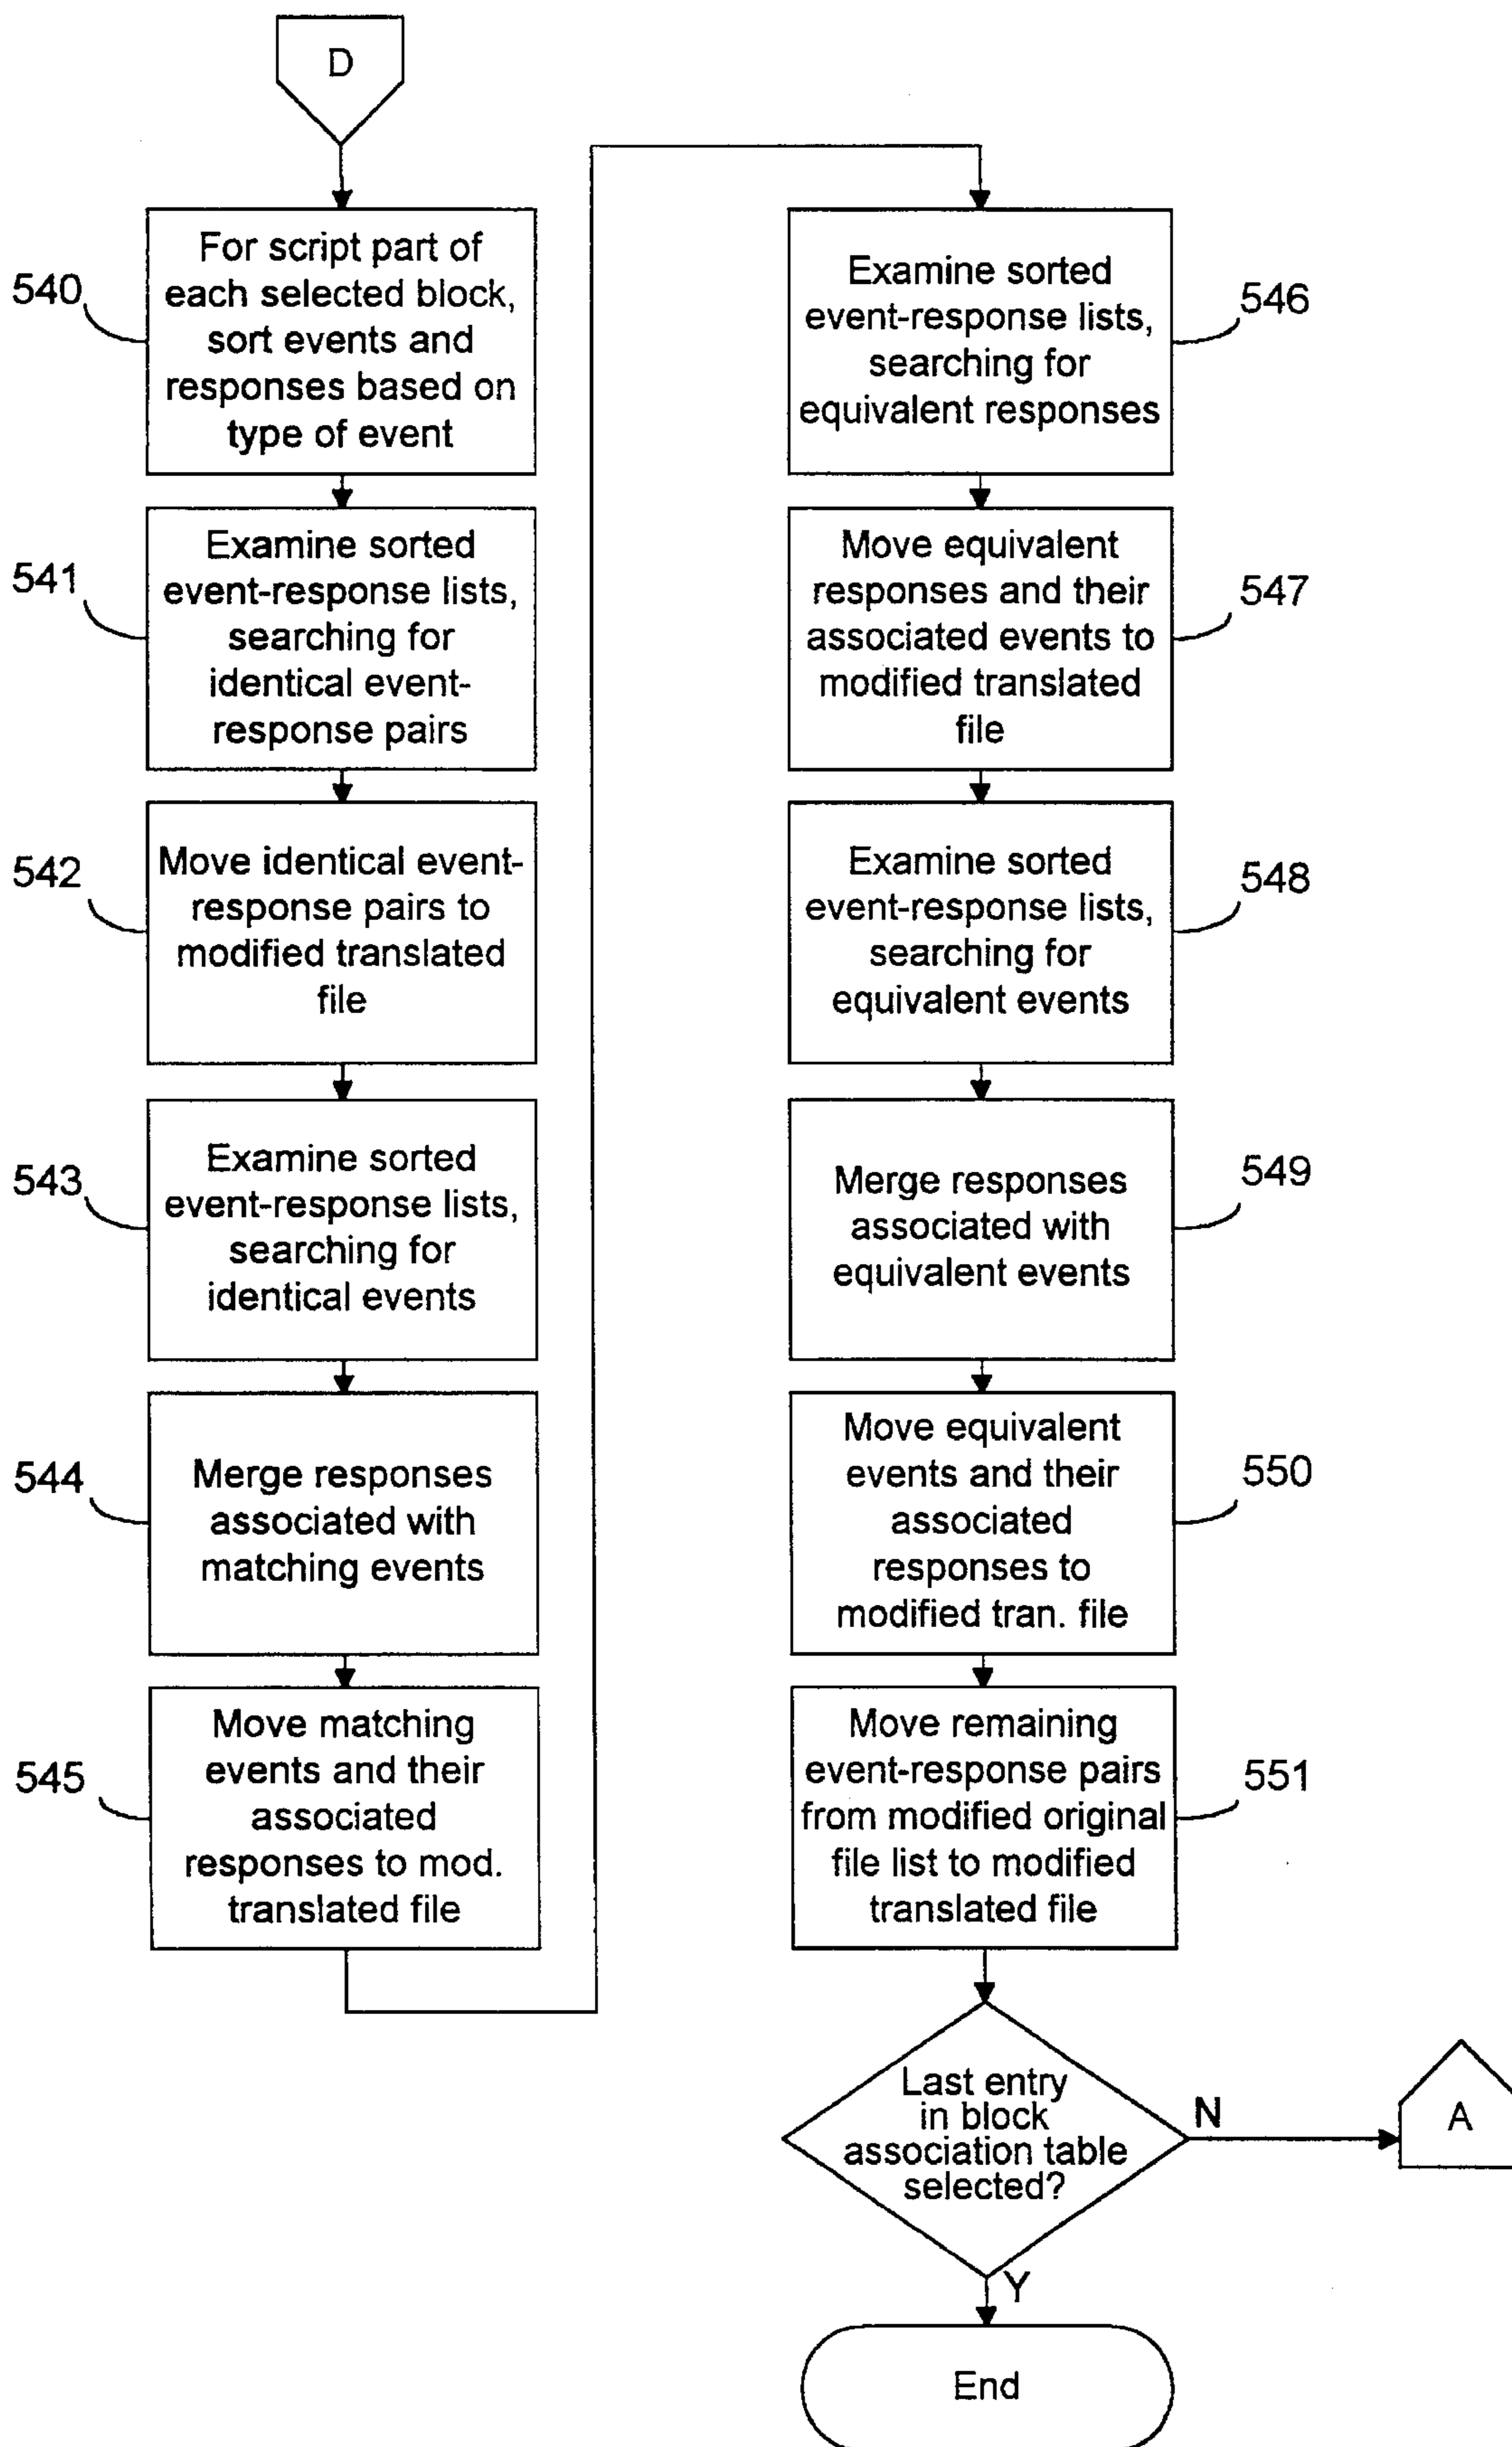 D
540
For script part of
each selected block,
sort events and
responses based on
type of event
541
Examine sorted
event-response lists,
searching for
identical event-
response pairs
542
Move identical event-
response pairs to
modified translated
file
543
Examine sorted
event-response lists,
searching for
identical events
544
Merge responses
associated with
matching events
545
Move matching
events and their
associated
responses to mod.
translated file
546
Examine sorted
event-response lists,
searching for
equivalent responses
547
Move equivalent
responses and their
associated events to
modified translated
file
548
Examine sorted
event-response lists,
searching for
equivalent events
549
Merge responses
associated with
equivalent events
550
Move equivalent
events and their
associated
responses to
modified tran. file
551
Move remaining
event-response pairs
from modified original
file list to modified
translated file
Last entry
in block
association table
selected?
N
A
Y
End